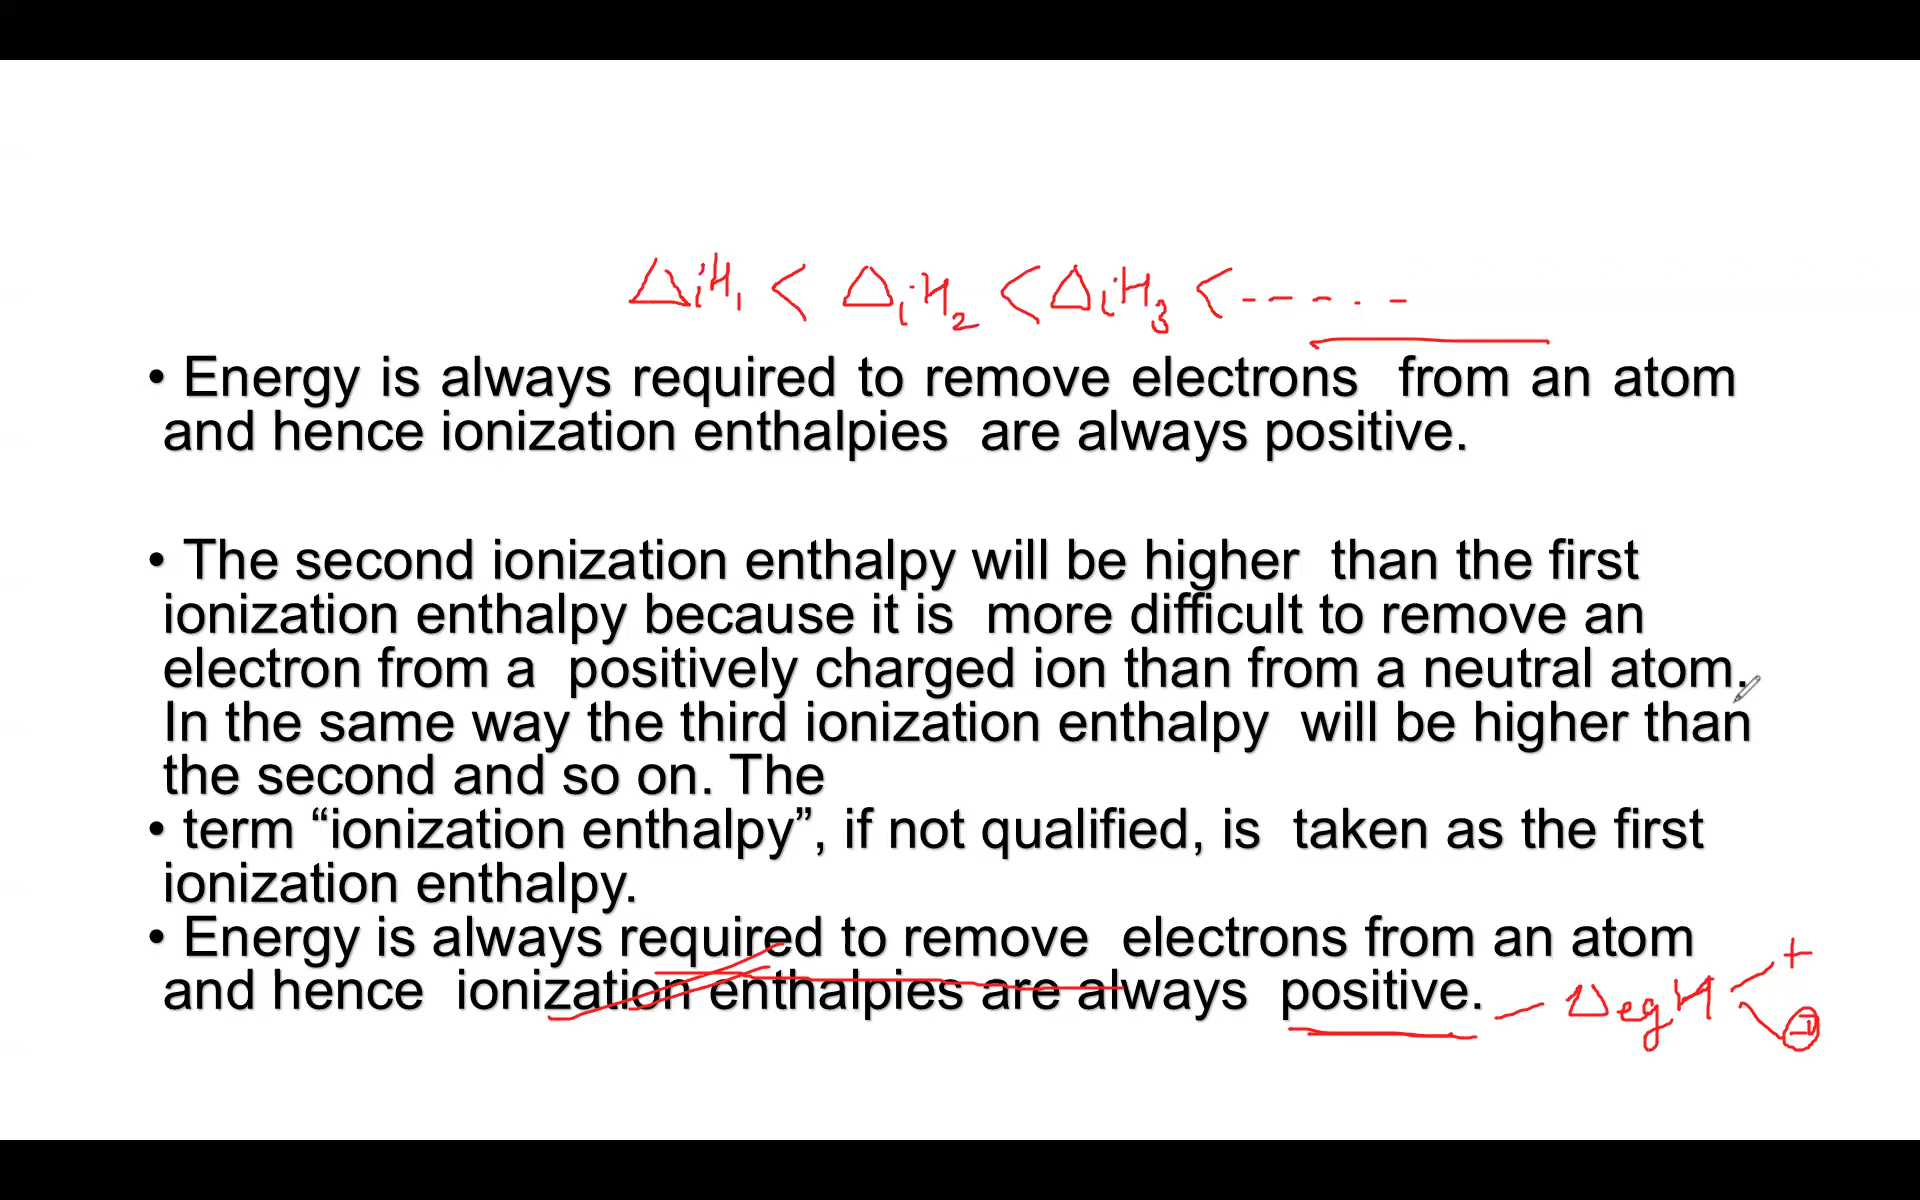 ΔiH₁ < ΔiH₂ < ΔiH₃ < -----
• Energy is always required to remove electrons from an atom
and hence ionization enthalpies are always positive.
• The second ionization enthalpy will be higher than the first
ionization enthalpy because it is more difficult to remove an
electron from a positively charged ion than from a neutral atom.
In the same way the third ionization enthalpy will be higher than
the second and so on. The
• term “ionization enthalpy”, if not qualified, is taken as the first
ionization enthalpy.
• Energy is always required to remove electrons from an atom
and hence ionization enthalpies are always positive. – ΔegH < + –